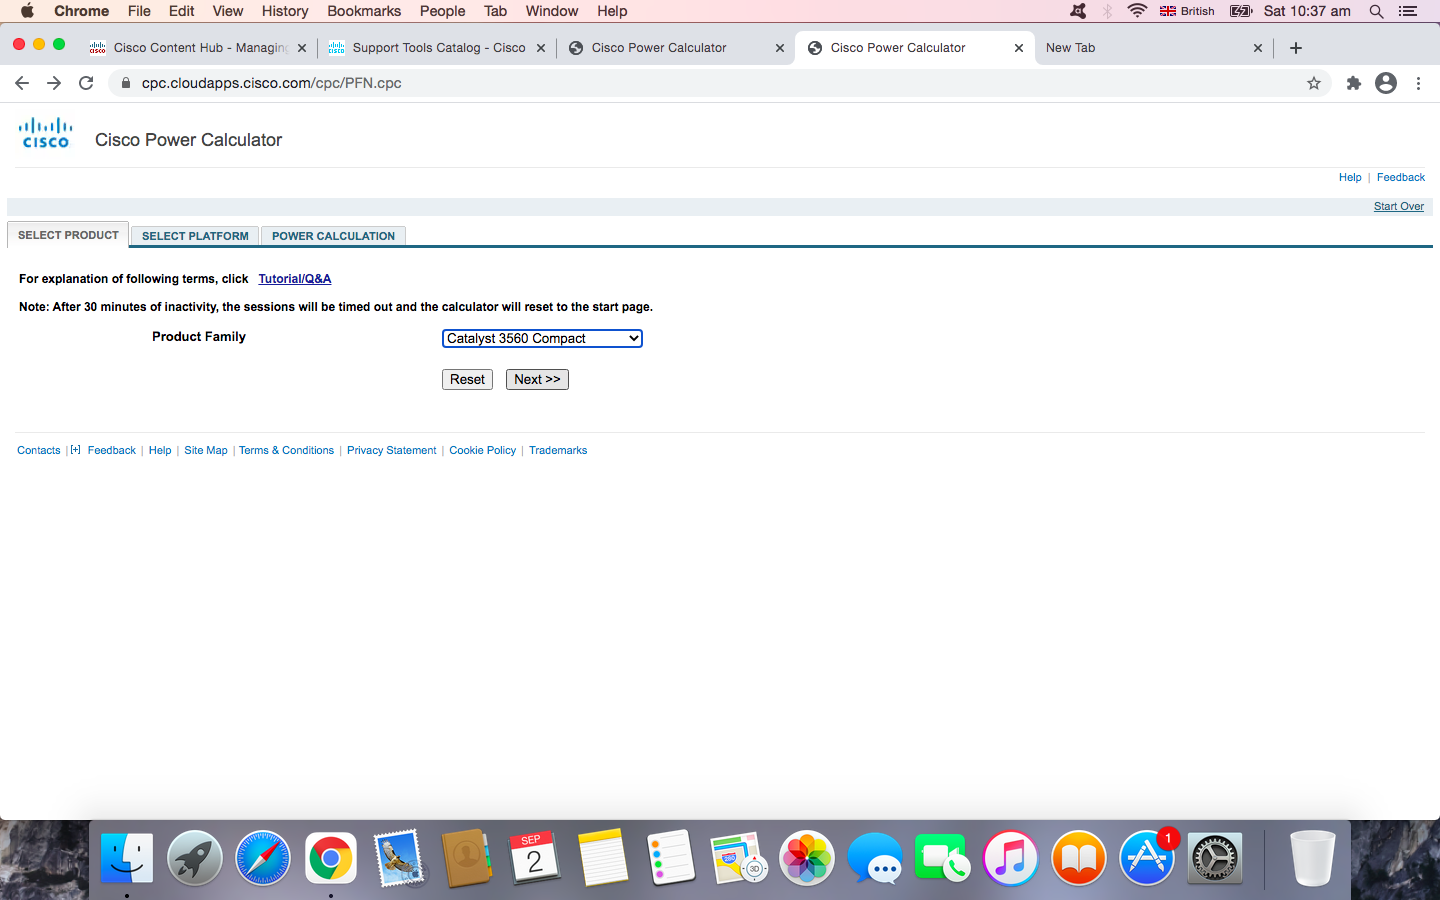 Chrome File Edit View History Bookmarks People Tab Window Help British Sat 10:37 am
Cisco Content Hub - Managing Support Tools Catalog - Cisco Cisco Power Calculator Cisco Power Calculator New Tab
cpc.cloudapps.cisco.com/cpc/PFN.cpc
CISCO Cisco Power Calculator
Help | Feedback
Start Over
SELECT PRODUCT SELECT PLATFORM POWER CALCULATION
For explanation of following terms, click Tutorial/Q&A
Note: After 30 minutes of inactivity, the sessions will be timed out and the calculator will reset to the start page.
Product Family Catalyst 3560 Compact
Reset Next >>
Contacts | [+] Feedback | Help | Site Map | Terms & Conditions | Privacy Statement | Cookie Policy | Trademarks
SEP
2
280
3D
1